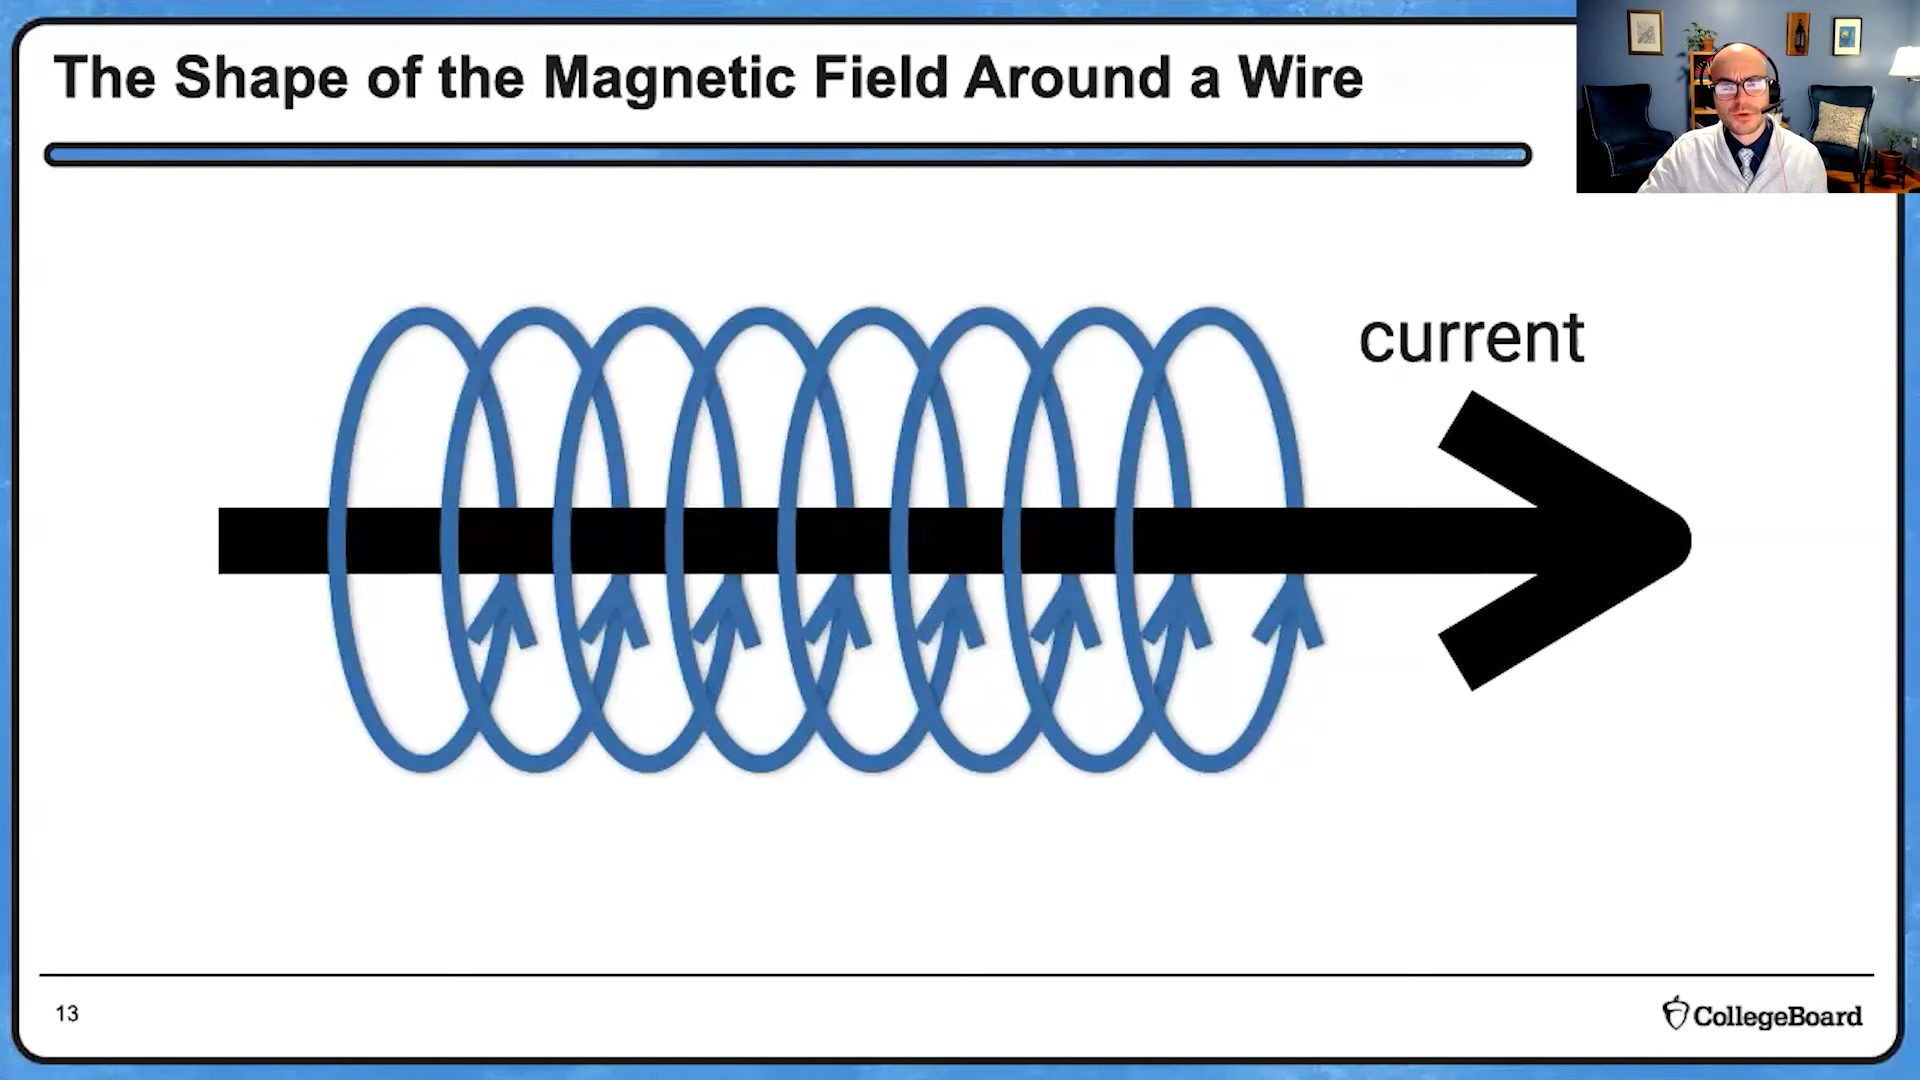 The Shape of the Magnetic Field Around a Wire
current
13
CollegeBoard